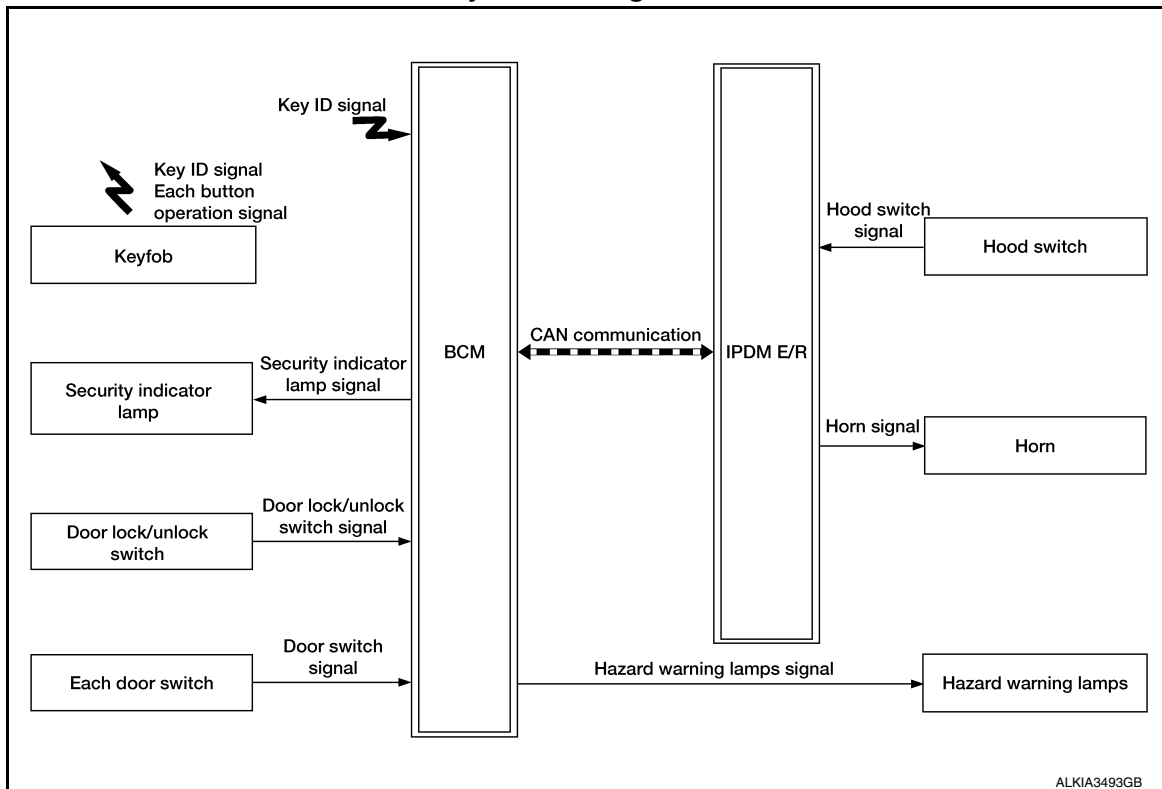 Key ID signal
Key ID signal
Each button
operation signal
Keyfob
Security indicator
lamp
Security indicator
lamp signal
Door lock/unlock
switch
Door lock/unlock
switch signal
Each door switch
Door switch
signal
BCM
CAN communication
IPDM E/R
Hood switch
signal
Hood switch
Horn signal
Horn
Hazard warning lamps signal
Hazard warning lamps
ALKIA3493GB